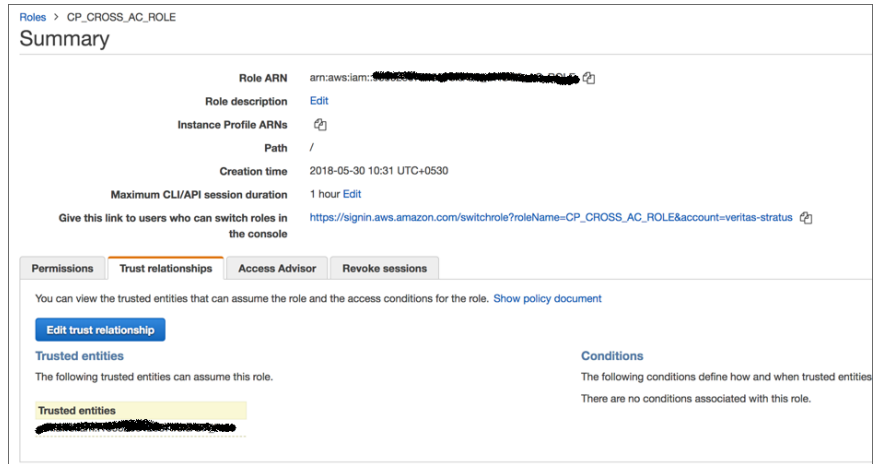 Roles > CP_CROSS_AC_ROLE
Summary
Role ARN arn:aws:iam::
Role description Edit
Instance Profile ARNs
Path /
Creation time 2018-05-30 10:31 UTC+0530
Maximum CLI/API session duration 1 hour Edit
Give this link to users who can switch roles in the console https://signin.aws.amazon.com/switchrole?roleName=CP_CROSS_AC_ROLE&account=veritas-stratus
Permissions Trust relationships Access Advisor Revoke sessions
You can view the trusted entities that can assume the role and the access conditions for the role. Show policy document
Edit trust relationship
Trusted entities
The following trusted entities can assume this role.
Trusted entities
Conditions
The following conditions define how and when trusted entities
There are no conditions associated with this role.